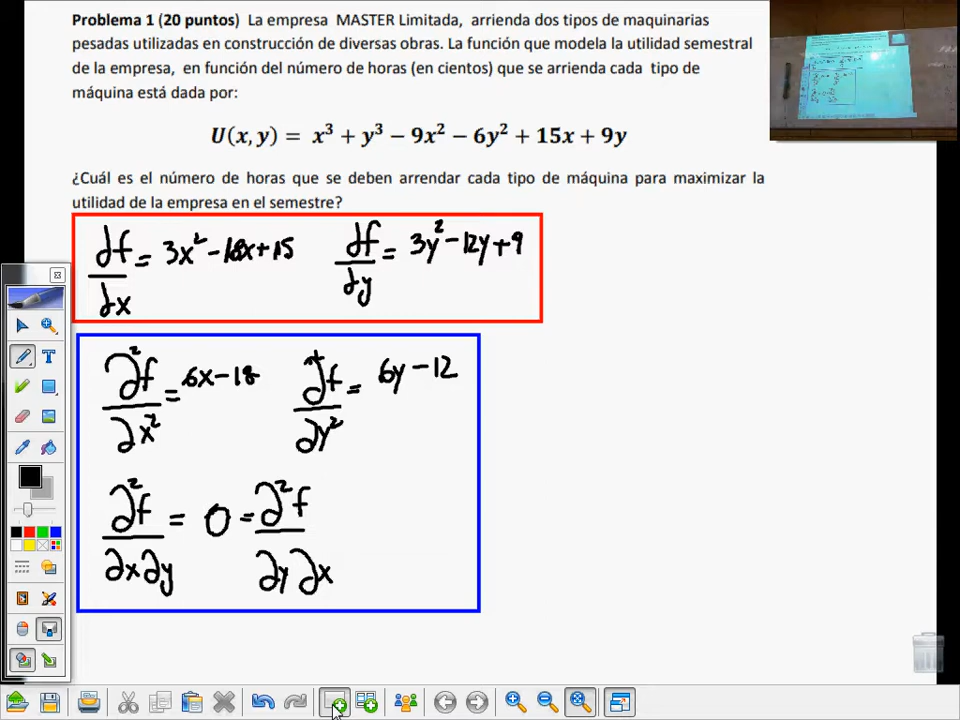 Problema 1 (20 puntos) La empresa MASTER Limitada, arrienda dos tipos de maquinarias
pesadas utilizadas en construcción de diversas obras. La función que modela la utilidad semestral
de la empresa, en función del número de horas (en cientos) que se arrienda cada tipo de
máquina está dada por:
U(x, y) = x³ + y³ − 9x² − 6y² + 15x + 9y
¿Cuál es el número de horas que se deben arrendar cada tipo de máquina para maximizar la
utilidad de la empresa en el semestre?
∂f/∂x = 3x² − 18x + 15 ∂f/∂y = 3y² − 12y + 9
∂²f/∂x² = 6x − 18 ∂²f/∂y² = 6y − 12
∂²f/∂x∂y = 0 = ∂²f/∂y∂x